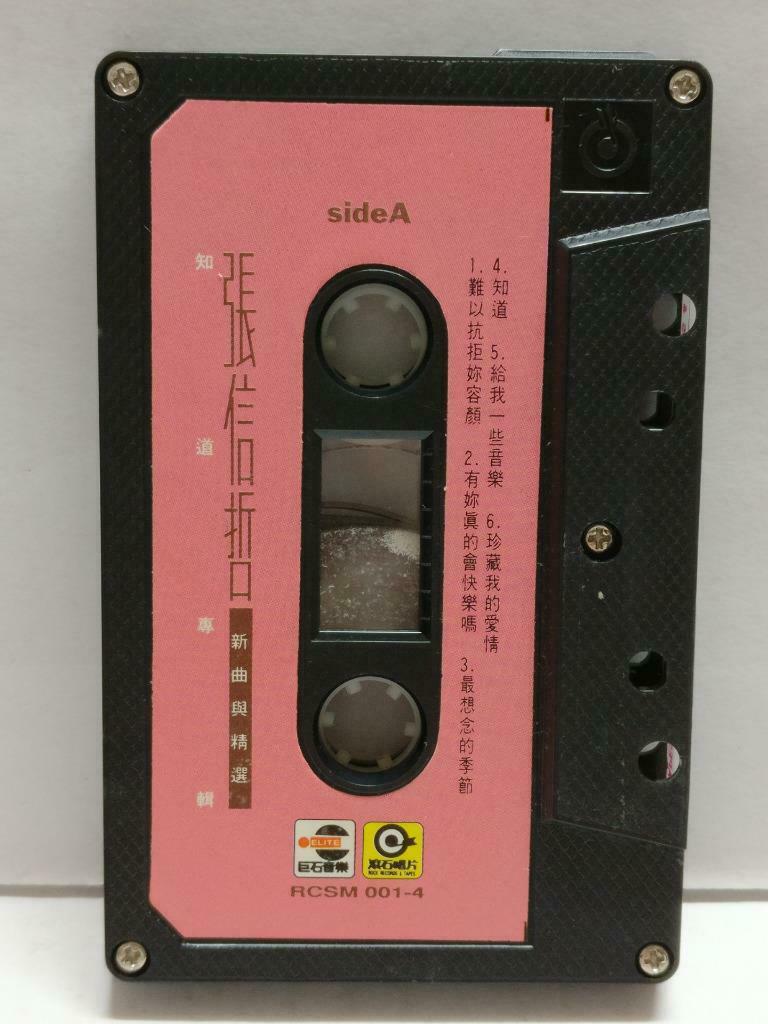 sideA
4.知道 5.給我一些音樂 6.珍藏我的愛情
1.難以抗拒妳容顏 2.有妳眞的會快樂嗎 3.最想念的季節
張信哲
知道專輯
新曲與精選
ELITE
巨石音樂
滾石唱片
ROCK RECORDS & TAPES
RCSM 001-4